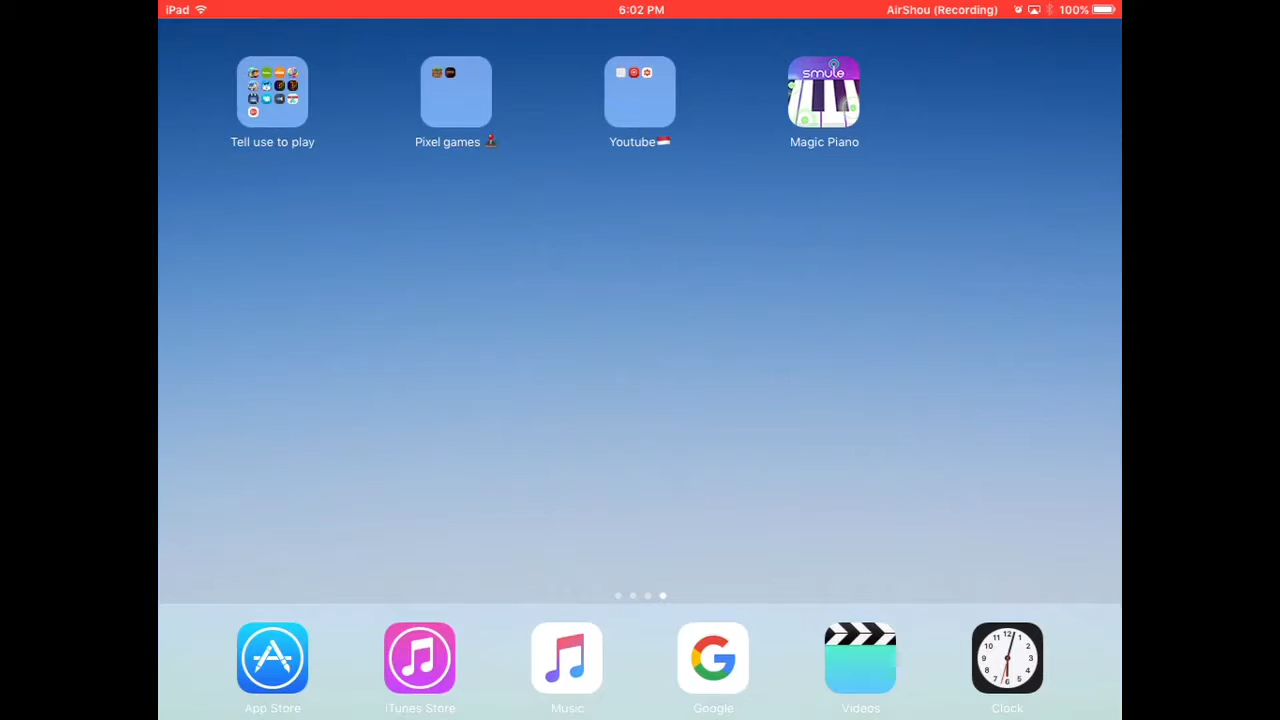 iPad 6:02 PM AirShou (Recording) 100%
smule
Tell use to play Pixel games Youtube Magic Piano
App Store iTunes Store Music Google Videos Clock